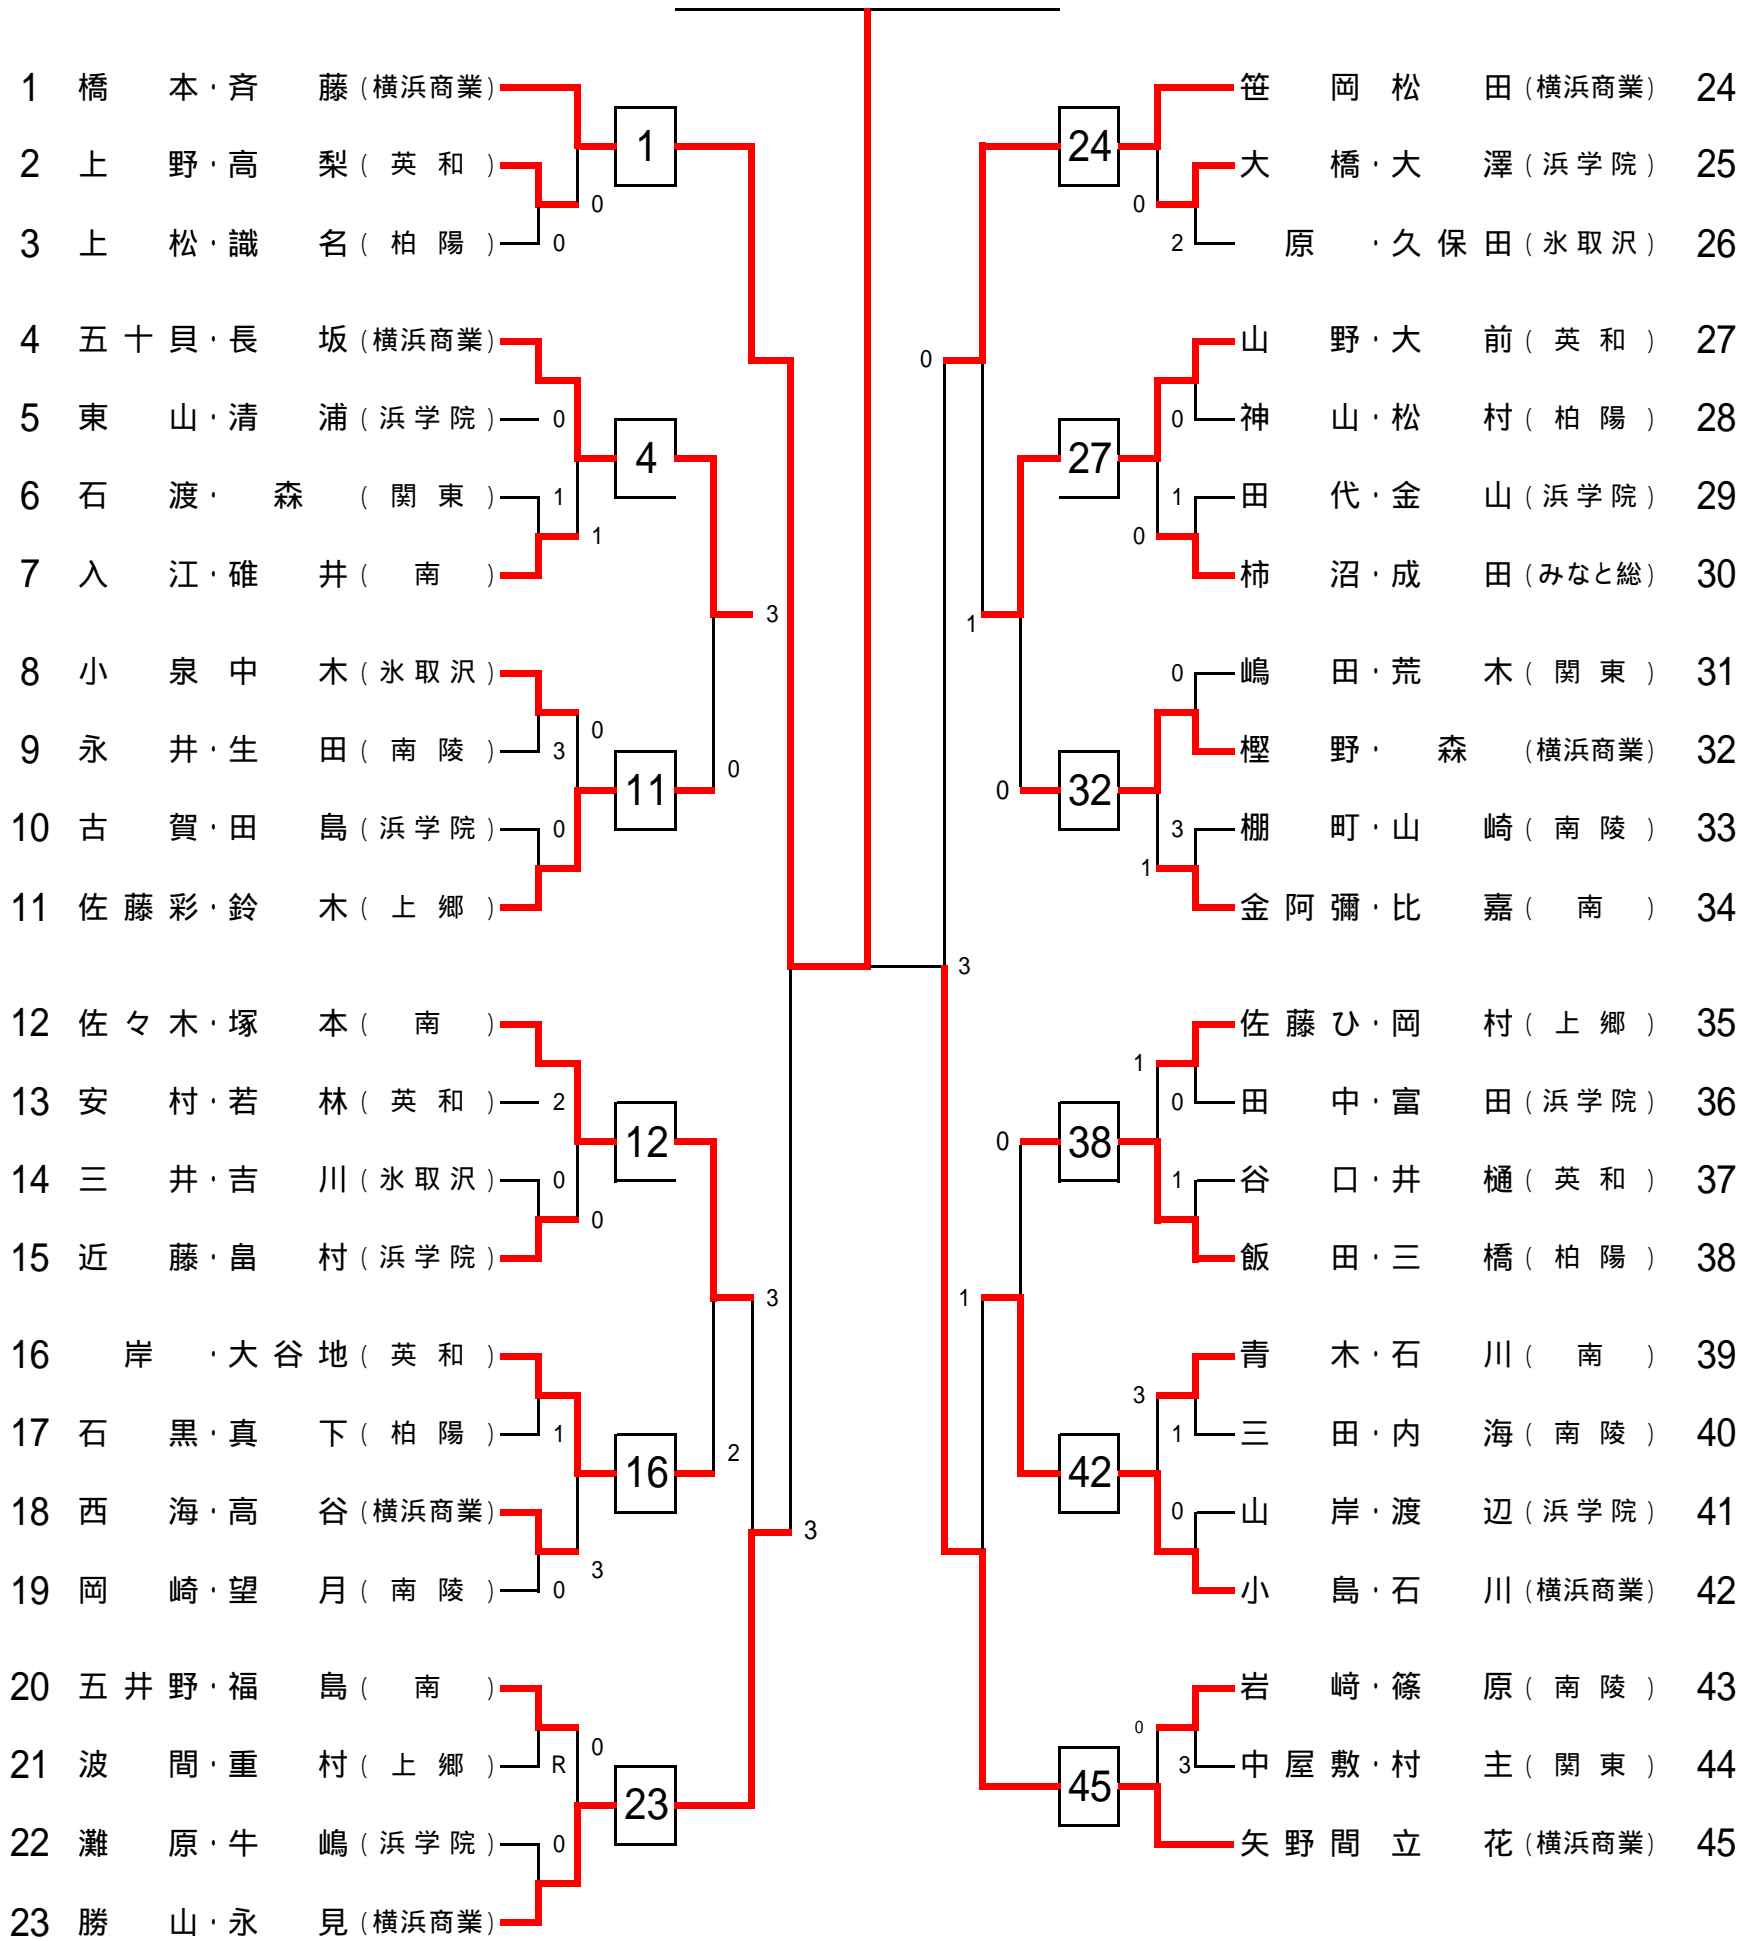 1 橋本・斉藤(横浜商業)
2 上野・高梨(英和)
0
3 上松・識名(柏陽) 0
1
4 五十貝・長坂(横浜商業)
5 東山・清浦(浜学院) 0
4
6 石渡・森(関東) 1
1
7 入江・碓井(南)
3
8 小泉中木(氷取沢)
0
9 永井・生田(南陵) 3
11
0
10 古賀・田島(浜学院) 0
11 佐藤彩・鈴木(上郷)
12 佐々木・塚本(南)
13 安村・若林(英和) 2
12
14 三井・吉川(氷取沢) 0
0
15 近藤・畠村(浜学院)
3
16 岸・大谷地(英和)
17 石黒・真下(柏陽) 1
16
2
18 西海・高谷(横浜商業)
3
19 岡崎・望月(南陵) 0
3
20 五井野・福島(南)
0
21 波間・重村(上郷) R
23
22 灘原・牛嶋(浜学院) 0
23 勝山・永見(横浜商業)
笹岡松田(横浜商業) 24
24
大橋・大澤(浜学院) 25
0
2 原・久保田(氷取沢) 26
0
山野・大前(英和) 27
0 神山・松村(柏陽) 28
27
1 田代・金山(浜学院) 29
0
柿沼・成田(みなと総) 30
1
0 嶋田・荒木(関東) 31
樫野・森(横浜商業) 32
0
32
3 棚町・山崎(南陵) 33
1
金阿彌・比嘉(南) 34
3
佐藤ひ・岡村(上郷) 35
1
0 田中・富田(浜学院) 36
0
38
1 谷口・井樋(英和) 37
飯田・三橋(柏陽) 38
1
青木・石川(南) 39
3
1 三田・内海(南陵) 40
42
0 山岸・渡辺(浜学院) 41
小島・石川(横浜商業) 42
岩﨑・篠原(南陵) 43
0
3 中屋敷・村主(関東) 44
45
矢野間立花(横浜商業) 45